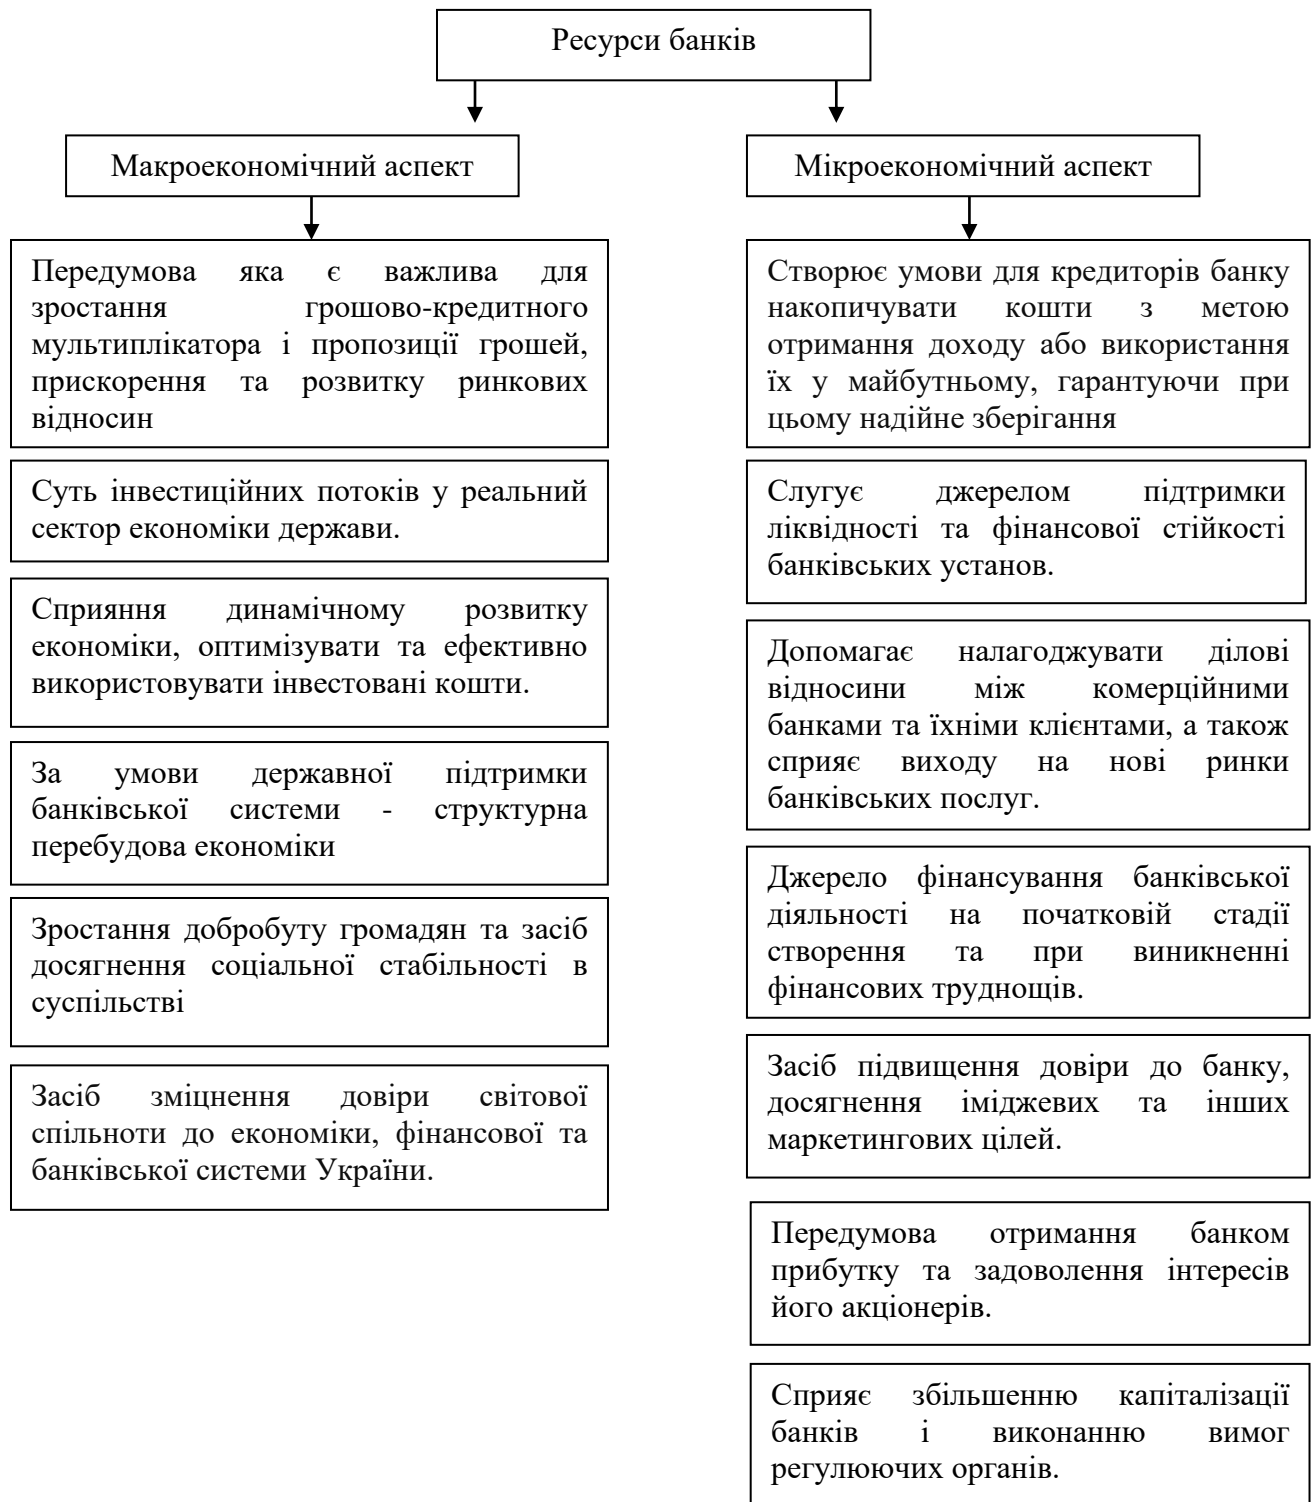 Ресурси банків
Макроекономічний аспект
Передумова яка є важлива для
зростання грошово-кредитного
мультиплікатора і пропозиції грошей,
прискорення та розвитку ринкових
відносин
Суть інвестиційних потоків у реальний
сектор економіки держави.
Сприяння динамічному розвитку
економіки, оптимізувати та ефективно
використовувати інвестовані кошти.
За умови державної підтримки
банківської системи - структурна
перебудова економіки
Зростання добробуту громадян та засіб
досягнення соціальної стабільності в
суспільстві
Засіб зміцнення довіри світової
спільноти до економіки, фінансової та
банківської системи України.
Мікроекономічний аспект
Створює умови для кредиторів банку
накопичувати кошти з метою
отримання доходу або використання
їх у майбутньому, гарантуючи при
цьому надійне зберігання
Слугує джерелом підтримки
ліквідності та фінансової стійкості
банківських установ.
Допомагає налагоджувати ділові
відносини між комерційними
банками та їхніми клієнтами, а також
сприяє виходу на нові ринки
банківських послуг.
Джерело фінансування банківської
діяльності на початковій стадії
створення та при виникненні
фінансових труднощів.
Засіб підвищення довіри до банку,
досягнення іміджевих та інших
маркетингових цілей.
Передумова отримання банком
прибутку та задоволення інтересів
його акціонерів.
Сприяє збільшенню капіталізації
банків і виконанню вимог
регулюючих органів.